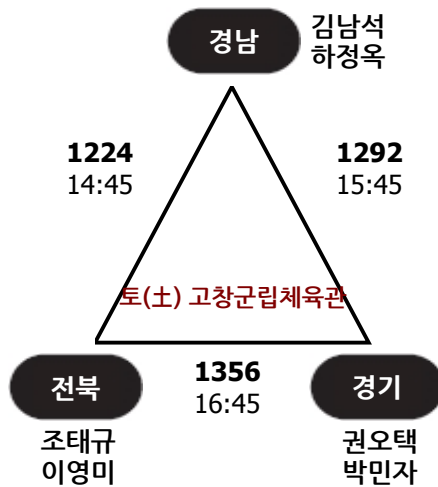 경남
김남석
하정옥
1224
14:45
1292
15:45
토(土) 고창군립체육관
전북
1356
16:45
경기
조태규
이영미
권오택
박민자